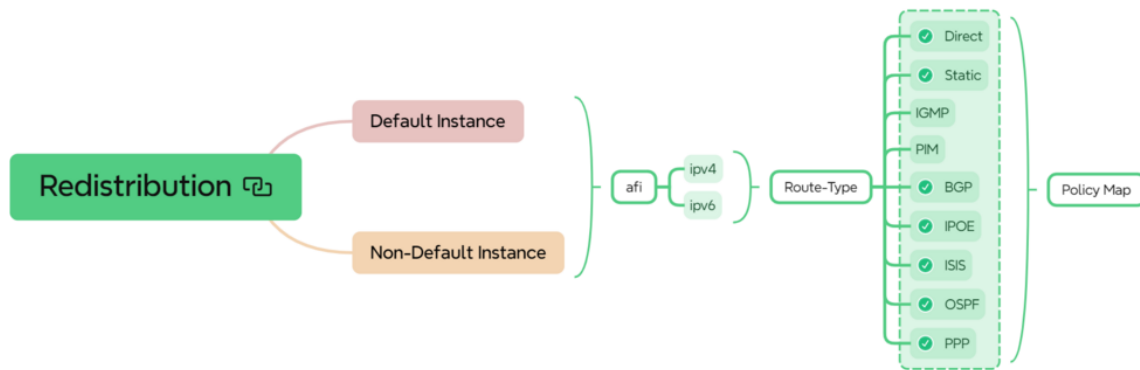 Redistribution
Default Instance
Non-Default Instance
afi
ipv4
ipv6
Route-Type
Direct
Static
IGMP
PIM
BGP
IPOE
ISIS
OSPF
PPP
Policy Map